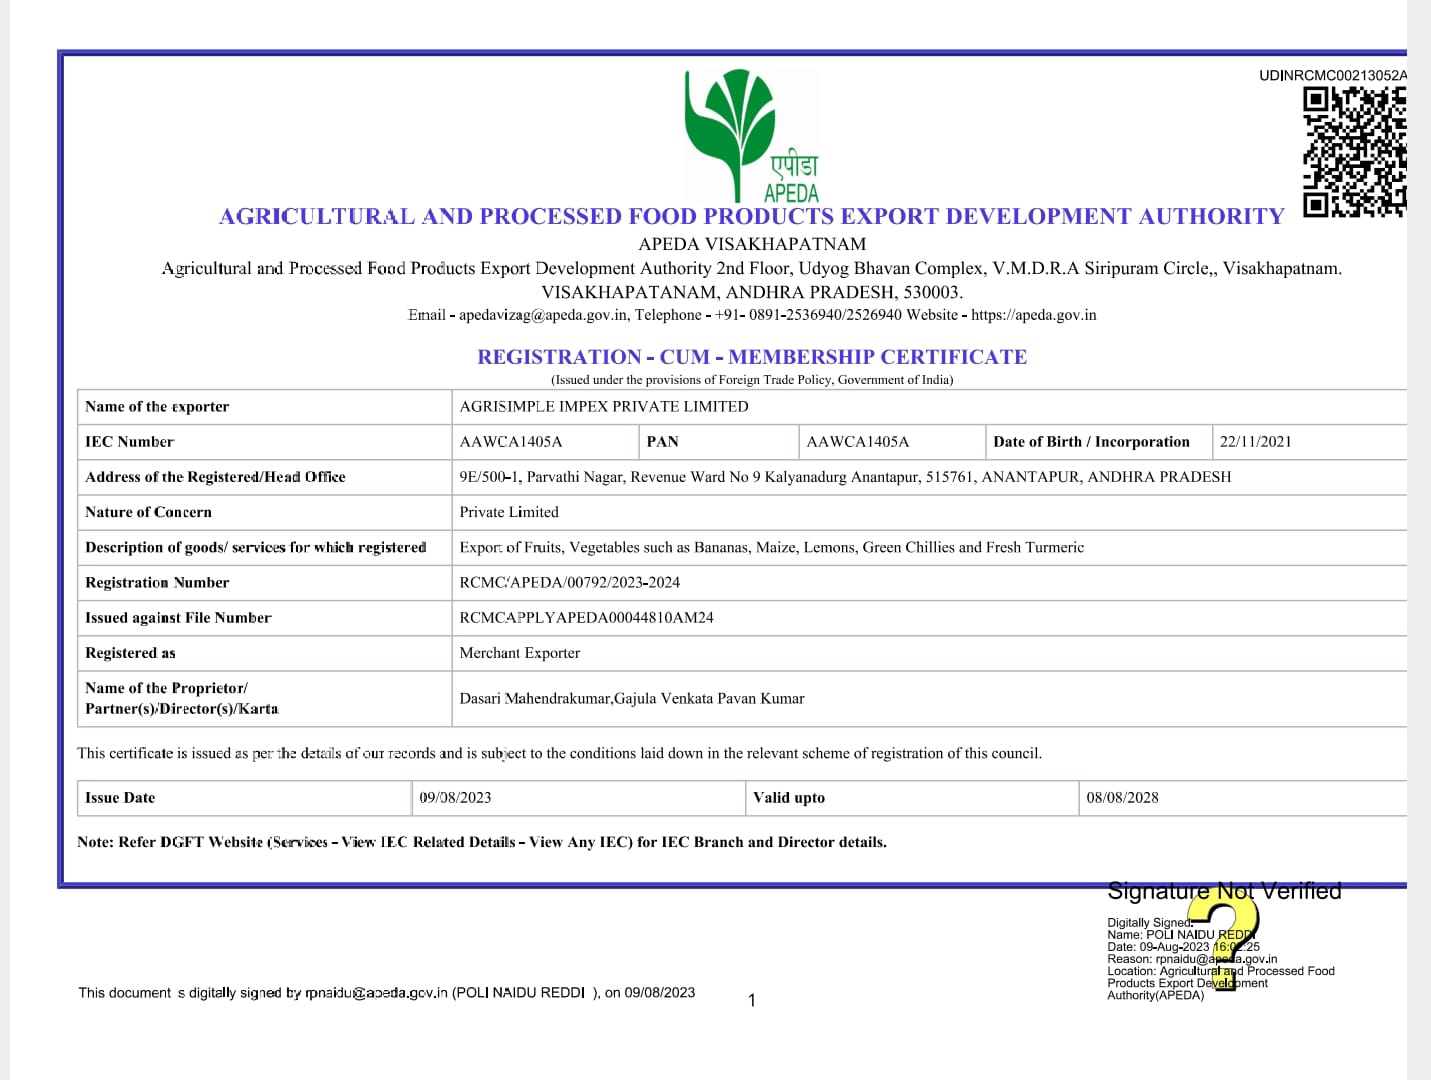 UDINRCMC00213052A
एपीडा
APEDA
AGRICULTURAL AND PROCESSED FOOD PRODUCTS EXPORT DEVELOPMENT AUTHORITY
APEDA VISAKHAPATNAM
Agricultural and Processed Food Products Export Development Authority 2nd Floor, Udyog Bhavan Complex, V.M.D.R.A Siripuram Circle,, Visakhapatnam.
VISAKHAPATANAM, ANDHRA PRADESH, 530003.
Email - apedavizag@apeda.gov.in, Telephone - +91- 0891-2536940/2526940 Website - https://apeda.gov.in
REGISTRATION - CUM - MEMBERSHIP CERTIFICATE
(Issued under the provisions of Foreign Trade Policy, Government of India)
Name of the exporter AGRISIMPLE IMPEX PRIVATE LIMITED
IEC Number AAWCA1405A PAN AAWCA1405A Date of Birth / Incorporation 22/11/2021
Address of the Registered/Head Office 9E/500-1, Parvathi Nagar, Revenue Ward No 9 Kalyanadurg Anantapur, 515761, ANANTAPUR, ANDHRA PRADESH
Nature of Concern Private Limited
Description of goods/ services for which registered Export of Fruits, Vegetables such as Bananas, Maize, Lemons, Green Chillies and Fresh Turmeric
Registration Number RCMC/APEDA/00792/2023-2024
Issued against File Number RCMCAPPLYAPEDA00044810AM24
Registered as Merchant Exporter
Name of the Proprietor/
Partner(s)/Director(s)/Karta Dasari Mahendrakumar,Gajula Venkata Pavan Kumar
This certificate is issued as per the details of our records and is subject to the conditions laid down in the relevant scheme of registration of this council.
Issue Date 09/08/2023 Valid upto 08/08/2028
Note: Refer DGFT Website (Services - View IEC Related Details - View Any IEC) for IEC Branch and Director details.
Signature Not Verified
Digitally Signed.
Name: POLI NAIDU REDDI
Date: 09-Aug-2023 16:02:25
Reason: rpnaidu@apeda.gov.in
Location: Agricultural and Processed Food
Products Export Development
Authority(APEDA)
This document s digitally signed by rpnaidu@apeda.gov.in (POLI NAIDU REDDI ), on 09/08/2023
1